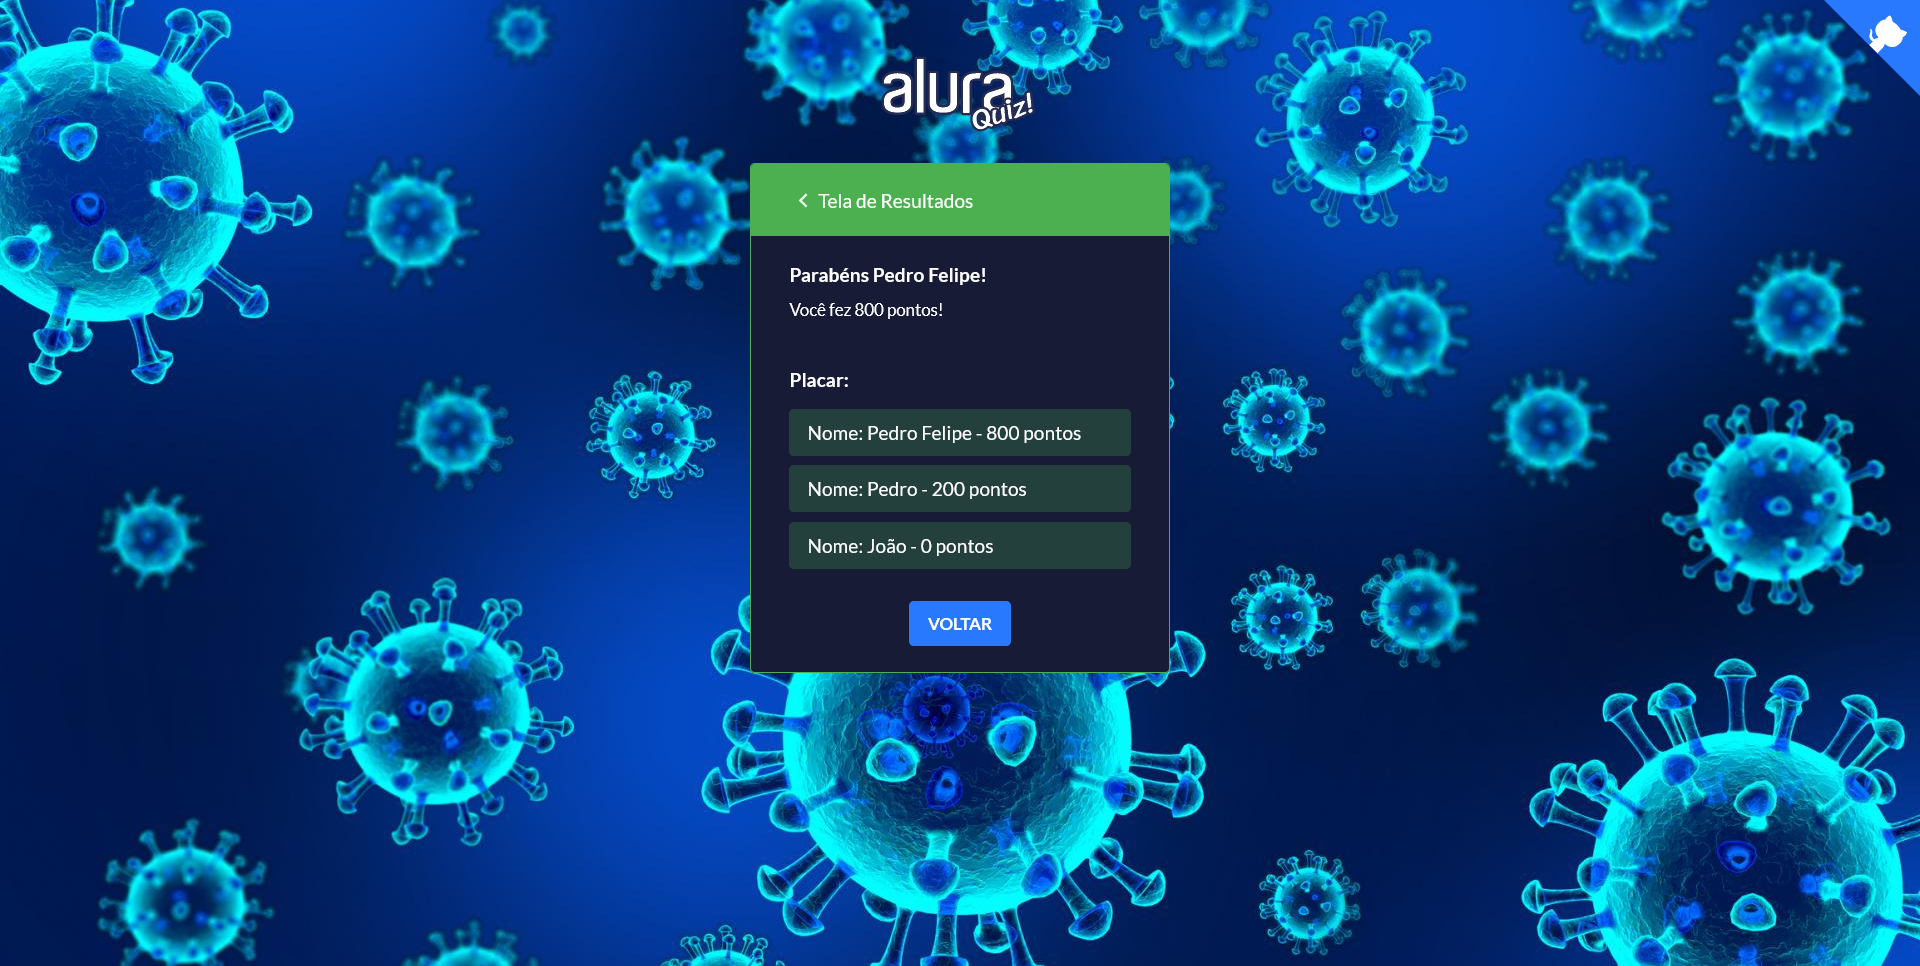 alura
Quiz!
Tela de Resultados
Parabéns Pedro Felipe!
Você fez 800 pontos!
Placar:
Nome: Pedro Felipe - 800 pontos
Nome: Pedro - 200 pontos
Nome: João - 0 pontos
VOLTAR